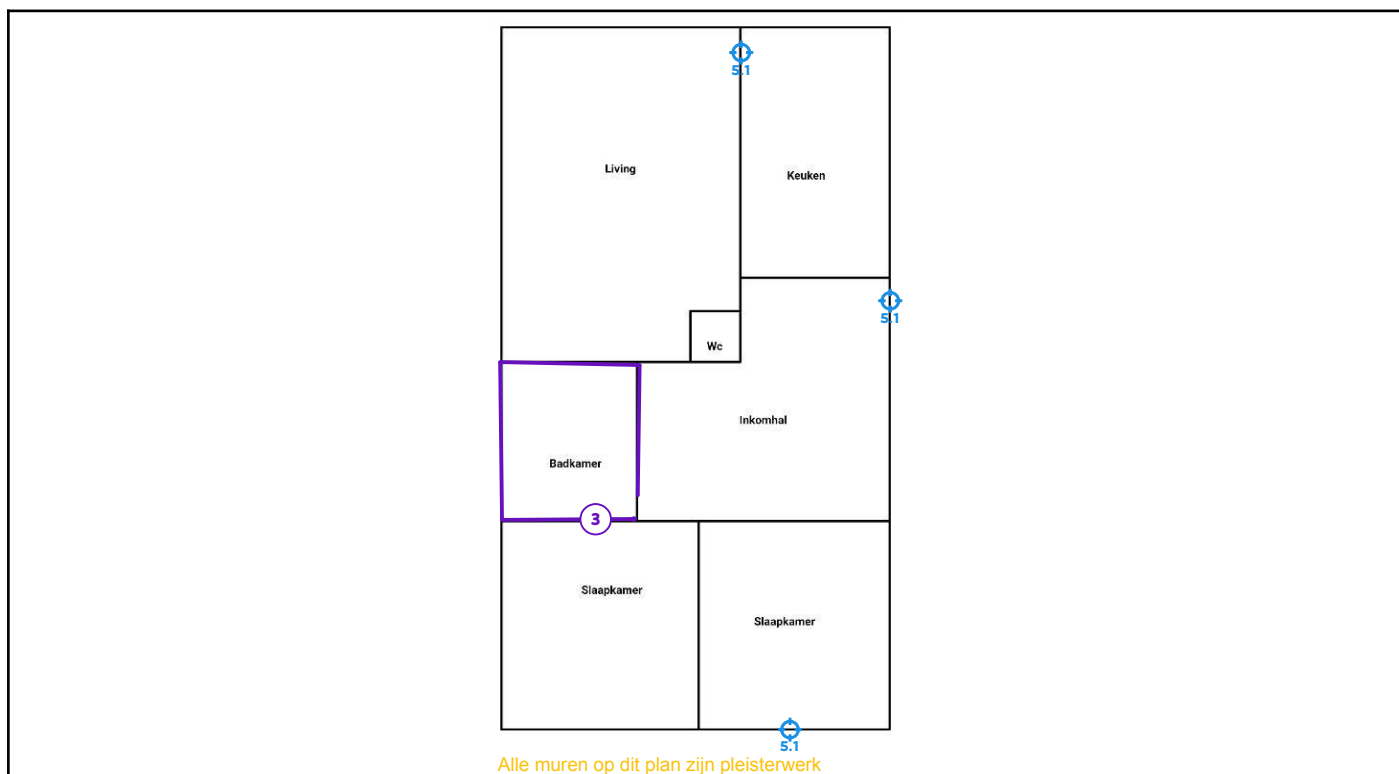 5.1
Living
Keuken
5.1
Wc
Inkomhal
Badkamer
3
Slaapkamer
Slaapkamer
5.1
Alle muren op dit plan zijn pleisterwerk